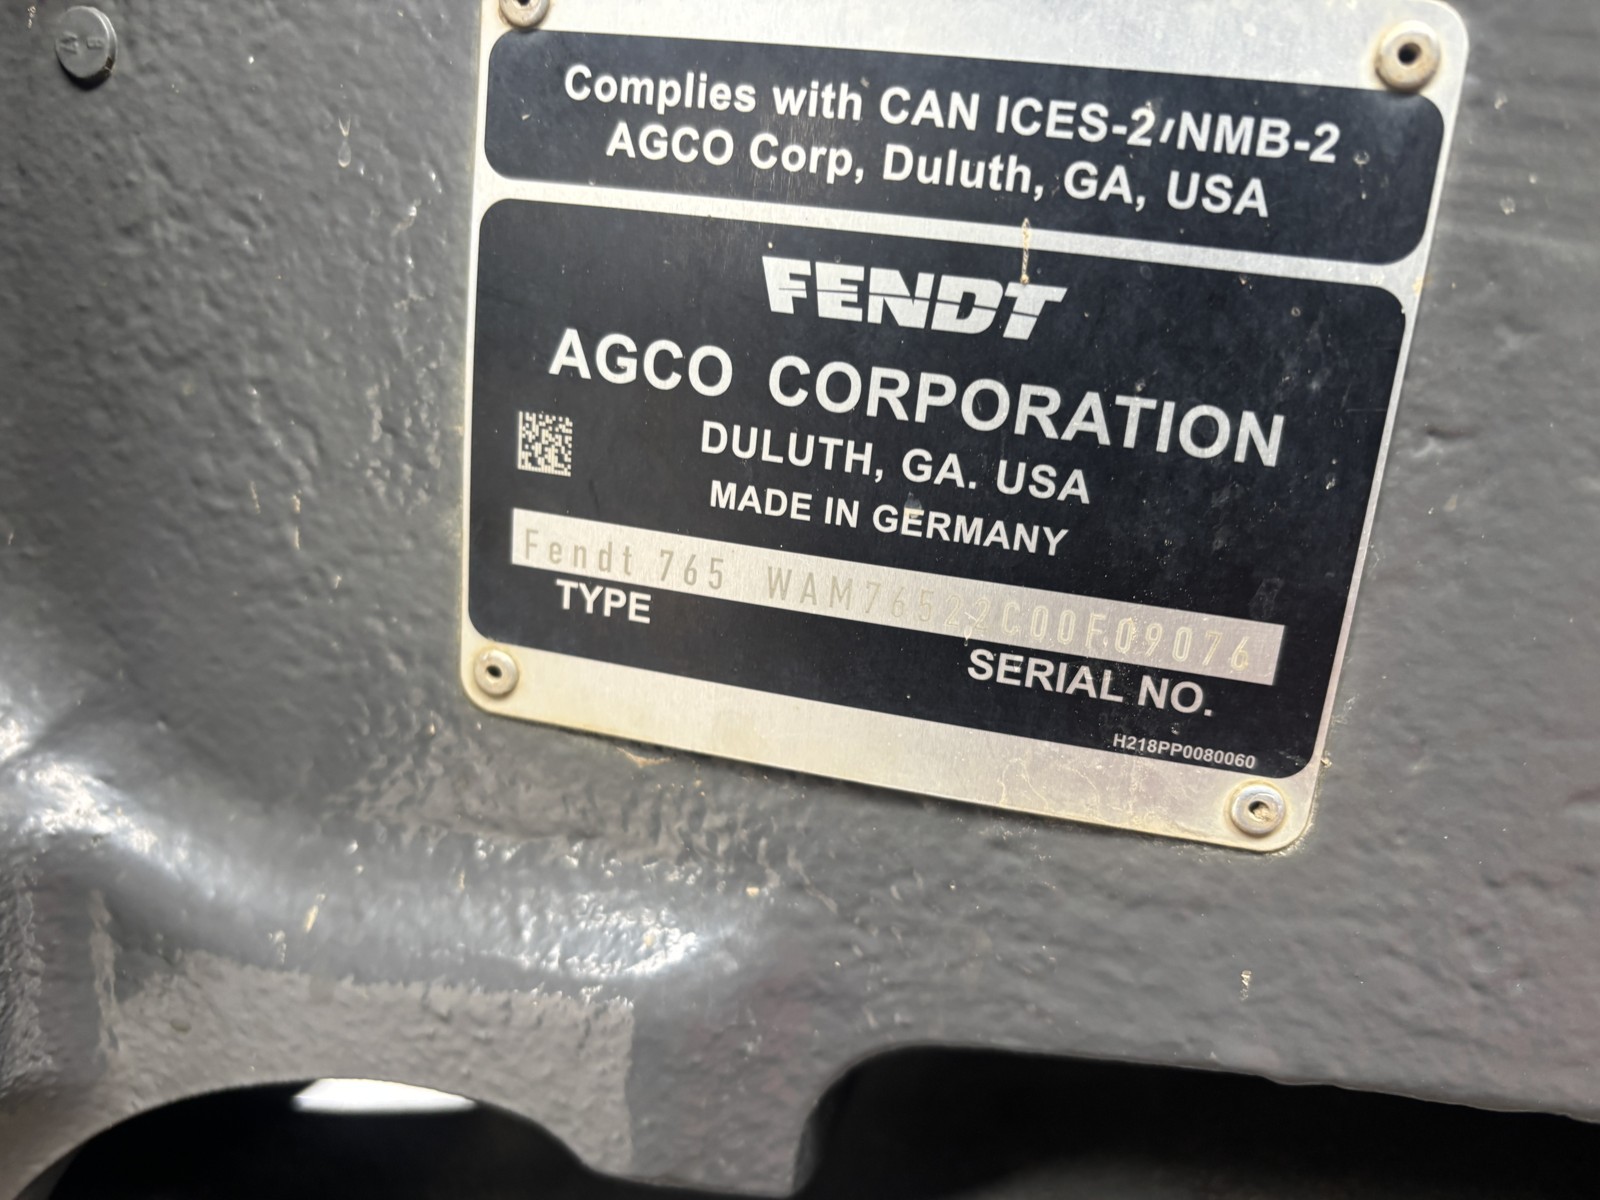 Complies with CAN ICES-2/NMB-2
AGCO Corp, Duluth, GA, USA
FENDT
AGCO CORPORATION
DULUTH, GA. USA
MADE IN GERMANY
Fendt 765 WAM76522C00F09076
TYPE
SERIAL NO.
H218PP0080060